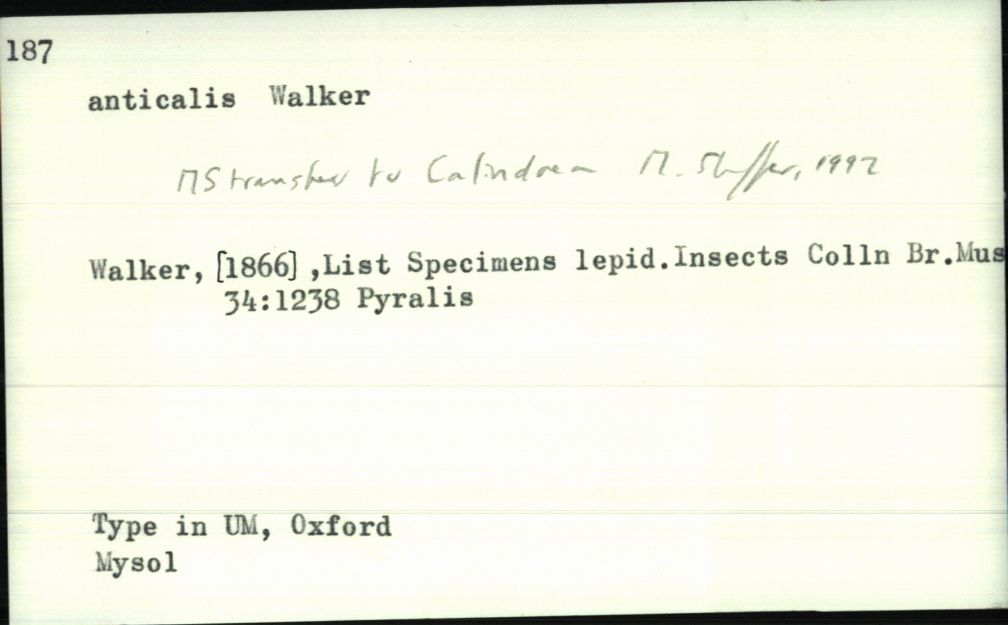 187
anticalis Walker
MS transfer to Calindoea M. Shaffer, 1992
Walker, [1866] ,List Specimens lepid.Insects Colln Br.Mus
34:1238 Pyralis
Type in UM, Oxford
Mysol